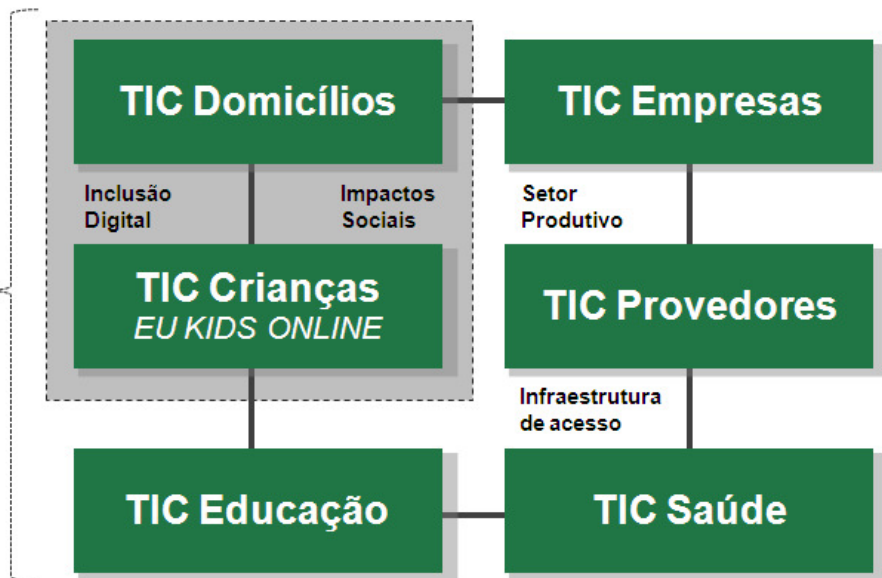 TIC Domicílios
TIC Empresas
Inclusão
Digital
Impactos
Sociais
Setor
Produtivo
TIC Crianças
EU KIDS ONLINE
TIC Provedores
Infraestrutura
de acesso
TIC Educação
TIC Saúde